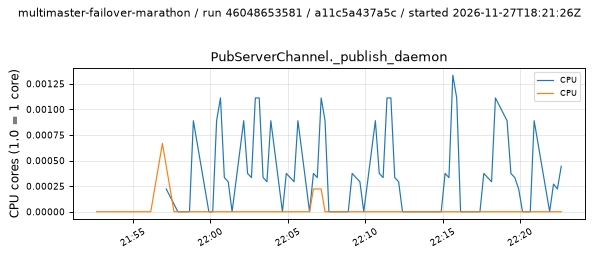 multimaster-failover-marathon / run 46048653581 / a11c5a437a5c / started 2026-11-27T18:21:26Z
PubServerChannel._publish_daemon
CPU cores (1.0 = 1 core)
0.00125
0.00100
0.00075
0.00050
0.00025
0.00000
CPU
CPU
21:55
22:00
22:05
22:10
22:15
22:20